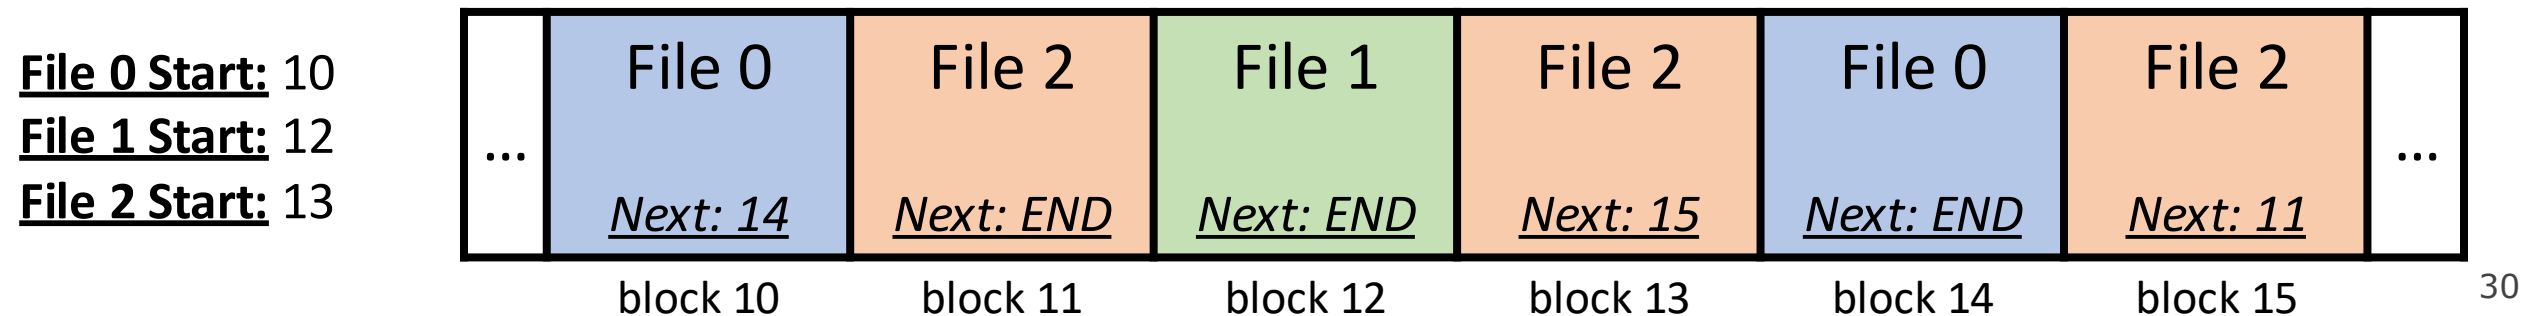 File 0 Start: 10
File 1 Start: 12
File 2 Start: 13
...
File 0
Next: 14
block 10
File 2
Next: END
block 11
File 1
Next: END
block 12
File 2
Next: 15
block 13
File 0
Next: END
block 14
File 2
Next: 11
block 15
...
30